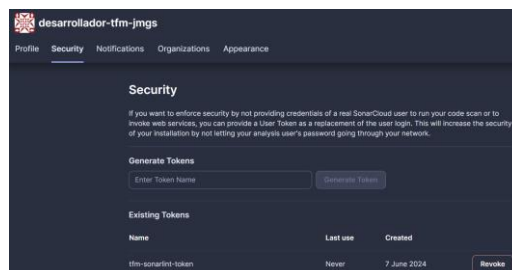 desarrollador-tfm-jmgs
Profile Security Notifications Organizations Appearance
Security
If you want to enforce security by not providing credentials of a real SonarCloud user to run your code scan or to
invoke web services, you can provide a User Token as a replacement of the user login. This will increase the security
of your installation by not letting your analysis user's password going through your network.
Generate Tokens
Enter Token Name Generate Token
Existing Tokens
Name Last use Created
tfm-sonarlint-token Never 7 June 2024 Revoke